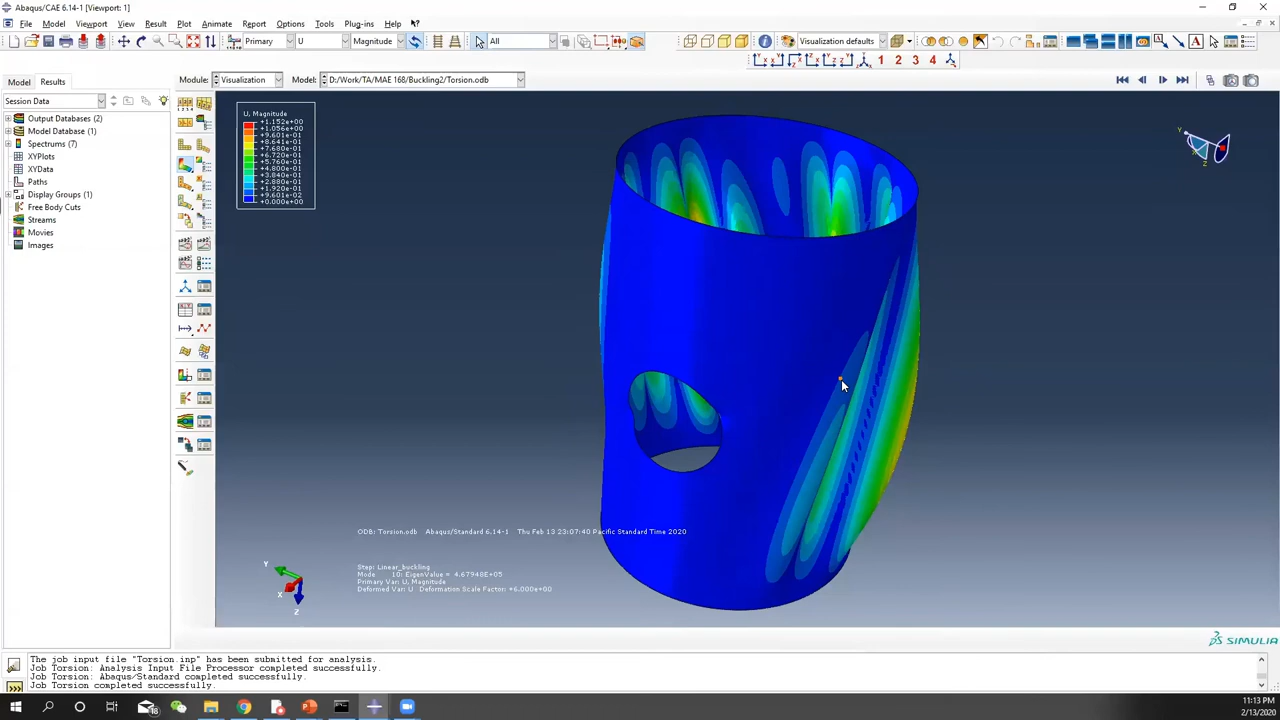 Abaqus/CAE 6.14-1 [Viewport: 1]
File Model Viewport View Result Plot Animate Report Options Tools Plug-ins Help
Primary U Magnitude All Visualization defaults
1 2 3 4
Model Results Module: Visualization Model: D:/Work/TA/MAE 168/Buckling2/Torsion.odb
Session Data
Output Databases (2)
Model Database (1)
Spectrums (7)
XYPlots
XYData
Paths
Display Groups (1)
Free Body Cuts
Streams
Movies
Images
U, Magnitude
+1.152e+00
+1.056e+00
+9.601e-01
+8.641e-01
+7.680e-01
+6.720e-01
+5.760e-01
+4.800e-01
+3.840e-01
+2.880e-01
+1.920e-01
+9.601e-02
+0.000e+00
Y
X
Z
ODB: Torsion.odb Abaqus/Standard 6.14-1 Thu Feb 13 23:07:40 Pacific Standard Time 2020
Step: Linear_buckling
Mode 10: EigenValue = 4.67948E+05
Primary Var: U, Magnitude
Deformed Var: U Deformation Scale Factor: +6.000e+00
Y
X
Z
SIMULIA
The job input file "Torsion.inp" has been submitted for analysis.
Job Torsion: Analysis Input File Processor completed successfully.
Job Torsion: Abaqus/Standard completed successfully.
Job Torsion completed successfully.
11:13 PM
2/13/2020